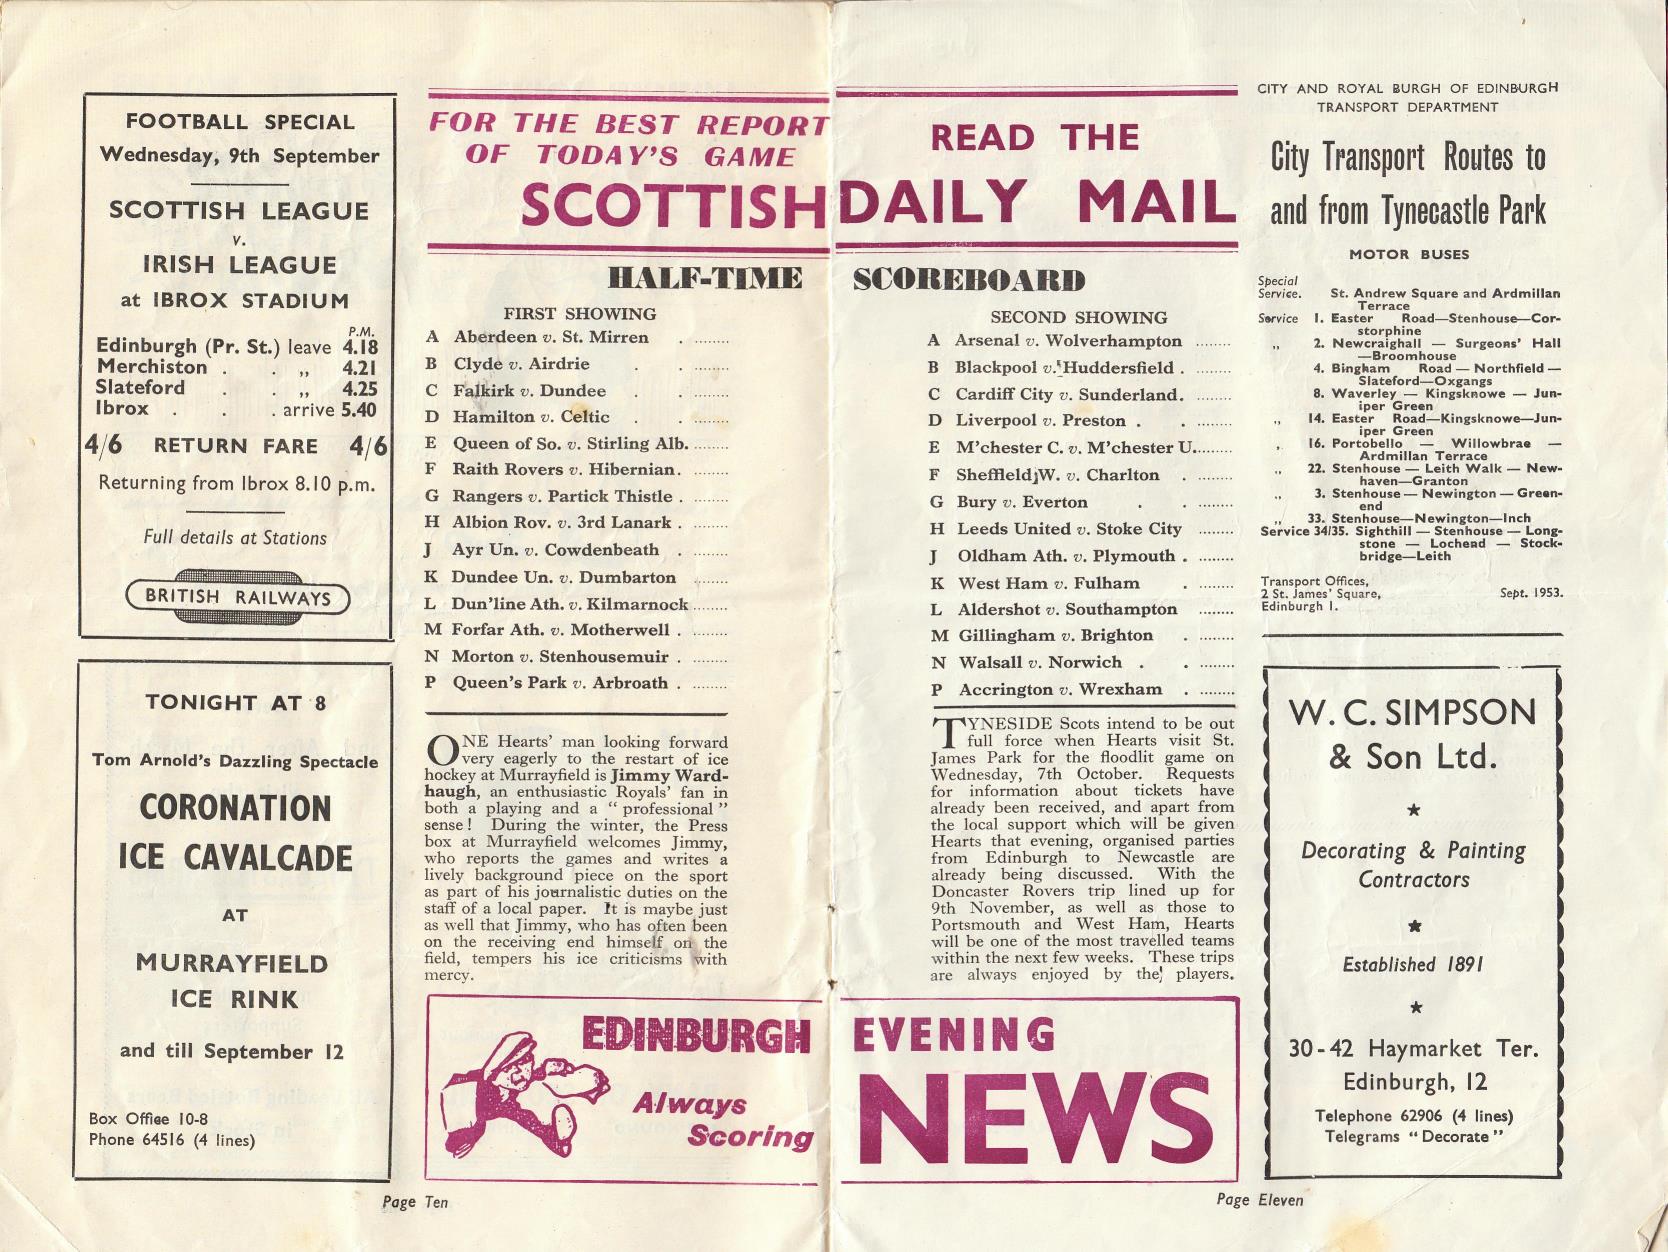 FOOTBALL SPECIAL
Wednesday, 9th September
SCOTTISH LEAGUE
v.
IRISH LEAGUE
at IBROX STADIUM
P.M.
Edinburgh (Pr. St.) leave 4.18
Merchiston . . „ 4.21
Slateford . „ 4.25
Ibrox . . . arrive 5.40
4/6 RETURN FARE 4/6
Returning from Ibrox 8.10 p.m.
Full details at Stations
BRITISH RAILWAYS
TONIGHT AT 8
Tom Arnold's Dazzling Spectacle
CORONATION
ICE CAVALCADE
AT
MURRAYFIELD
ICE RINK
and till September 12
Box Office 10-8
Phone 64516 (4 lines)
FOR THE BEST REPORT
OF TODAY'S GAME
SCOTTISH DAILY MAIL
READ THE
HALF-TIME SCOREBOARD
FIRST SHOWING
A Aberdeen v. St. Mirren . ........
B Clyde v. Airdrie . ........
C Falkirk v. Dundee . ........
D Hamilton v. Celtic . . ........
E Queen of So. v. Stirling Alb. ........
F Raith Rovers v. Hibernian. ........
G Rangers v. Partick Thistle . ........
H Albion Rov. v. 3rd Lanark . ........
J Ayr Un. v. Cowdenbeath . ........
K Dundee Un. v. Dumbarton ........
L Dun'line Ath. v. Kilmarnock ........
M Forfar Ath. v. Motherwell . ........
N Morton v. Stenhousemuir . ........
P Queen's Park v. Arbroath . ........
ONE Hearts' man looking forward
very eagerly to the restart of ice
hockey at Murrayfield is Jimmy Ward-
haugh, an enthusiastic Royals' fan in
both a playing and a “ professional ”
sense ! During the winter, the Press
box at Murrayfield welcomes Jimmy,
who reports the games and writes a
lively background piece on the sport
as part of his journalistic duties on the
staff of a local paper. It is maybe just
as well that Jimmy, who has often been
on the receiving end himself on the
field, tempers his ice criticisms with
mercy.
SECOND SHOWING
A Arsenal v. Wolverhampton ........
B Blackpool v. Huddersfield . ........
C Cardiff City v. Sunderland. ........
D Liverpool v. Preston . . ........
E M'chester C. v. M'chester U. ........
F Sheffield W. v. Charlton . ........
G Bury v. Everton . . ........
H Leeds United v. Stoke City ........
J Oldham Ath. v. Plymouth . ........
K West Ham v. Fulham . ........
L Aldershot v. Southampton ........
M Gillingham v. Brighton . ........
N Walsall v. Norwich . . ........
P Accrington v. Wrexham . ........
TYNESIDE Scots intend to be out
full force when Hearts visit St.
James Park for the floodlit game on
Wednesday, 7th October. Requests
for information about tickets have
already been received, and apart from
the local support which will be given
Hearts that evening, organised parties
from Edinburgh to Newcastle are
already being discussed. With the
Doncaster Rovers trip lined up for
9th November, as well as those to
Portsmouth and West Ham, Hearts
will be one of the most travelled teams
within the next few weeks. These trips
are always enjoyed by the players.
EDINBURGH EVENING
NEWS
Always
Scoring
CITY AND ROYAL BURGH OF EDINBURGH
TRANSPORT DEPARTMENT
City Transport Routes to
and from Tynecastle Park
MOTOR BUSES
Special
Service. St. Andrew Square and Ardmillan
Terrace
Service 1. Easter Road—Stenhouse—Cor-
storphine
„ 2. Newcraighall — Surgeons' Hall
—Broomhouse
4. Bingham Road — Northfield —
Slateford—Oxgangs
8. Waverley — Kingsknowe — Jun-
iper Green
„ 14. Easter Road—Kingsknowe—Jun-
iper Green
„ 16. Portobello — Willowbrae —
Ardmillan Terrace
„ 22. Stenhouse — Leith Walk — New-
haven—Granton
„ 3. Stenhouse — Newington — Green-
end
„ 33. Stenhouse—Newington—Inch
Service 34/35. Sighthill — Stenhouse — Long-
stone — Lochend — Stock-
bridge—Leith
Transport Offices,
2 St. James' Square, Sept. 1953.
Edinburgh 1.
W. C. SIMPSON
& Son Ltd.
★
Decorating & Painting
Contractors
★
Established 1891
★
30-42 Haymarket Ter.
Edinburgh, 12
Telephone 62906 (4 lines)
Telegrams “ Decorate ”
Page Ten
Page Eleven